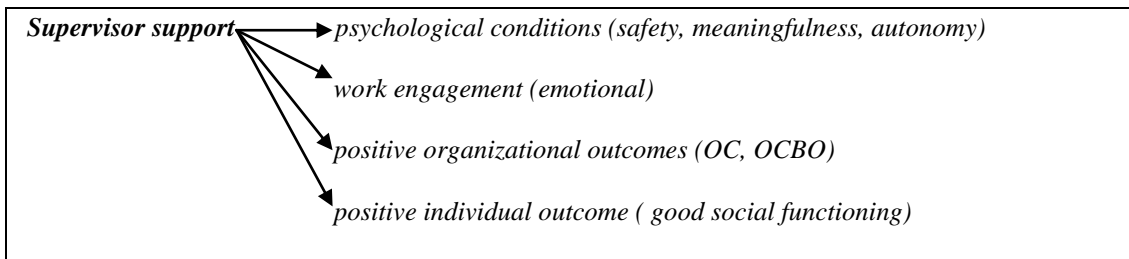 Supervisor support psychological conditions (safety, meaningfulness, autonomy)
work engagement (emotional)
positive organizational outcomes (OC, OCBO)
positive individual outcome ( good social functioning)